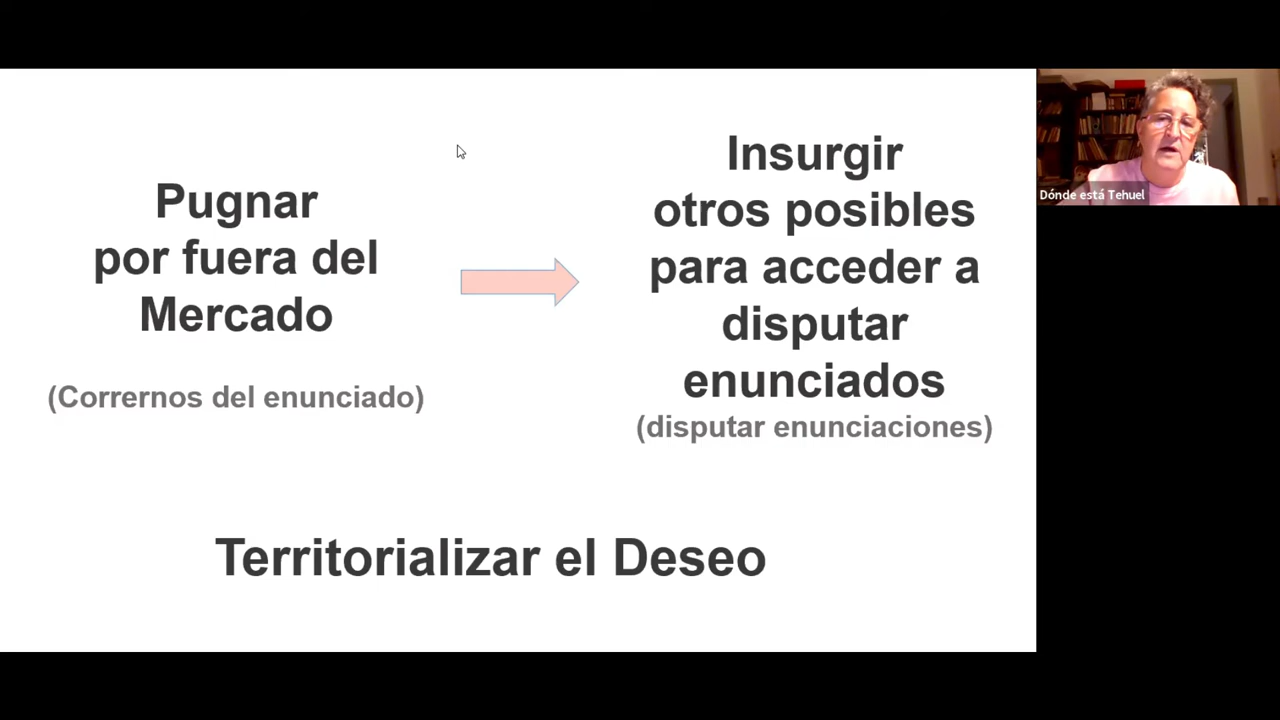 Pugnar
por fuera del
Mercado
(Corrernos del enunciado)
Insurgir
otros posibles
para acceder a
disputar
enunciados
(disputar enunciaciones)
Territorializar el Deseo
Dónde está Tehuel